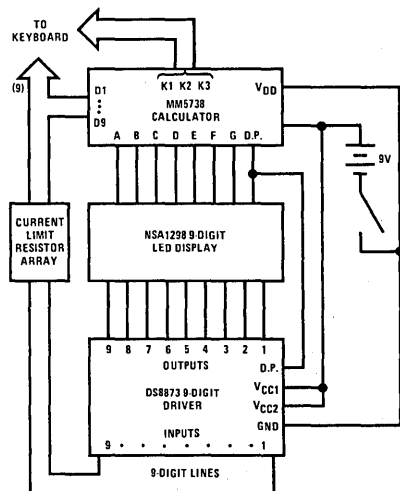 TO
KEYBOARD
(9)
D1
D9
K1 K2 K3
MM5738
CALCULATOR
VDD
A B C D E F G D.P.
9V
CURRENT
LIMIT
RESISTOR
ARRAY
NSA1298 9-DIGIT
LED DISPLAY
9 8 7 6 5 4 3 2 1
OUTPUTS
D.P.
DS8873 9-DIGIT
DRIVER
VCC1
VCC2
GND
INPUTS
9 1
9-DIGIT LINES